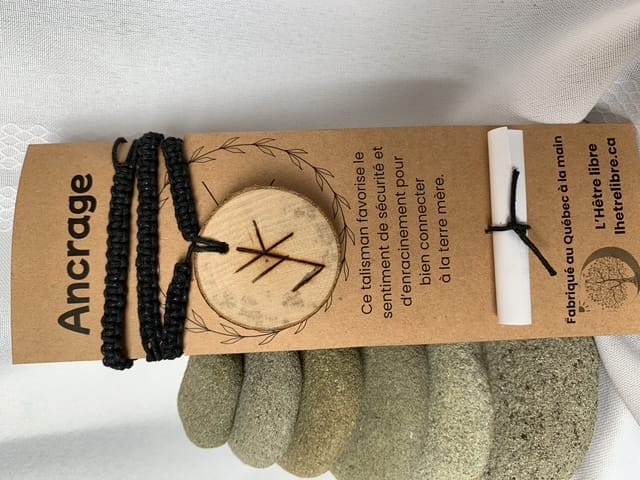 Ancrage
Ce talisman favorise le
sentiment de sécurité et
d'enracinement pour
bien connecter
à la terre mère.
Fabriqué au Québec à la main
L'Hêtre libre
lhetrelibre.ca